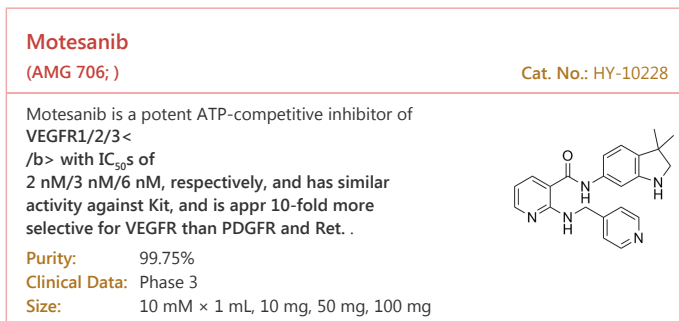 Motesanib
(AMG 706; )
Cat. No.: HY-10228
Motesanib is a potent ATP-competitive inhibitor of
VEGFR1/2/3<
/b> with IC50s of
2 nM/3 nM/6 nM, respectively, and has similar
activity against Kit, and is appr 10-fold more
selective for VEGFR than PDGFR and Ret. .
Purity: 99.75%
Clinical Data: Phase 3
Size: 10 mM × 1 mL, 10 mg, 50 mg, 100 mg
O
N
H
N
H
N
NH
N